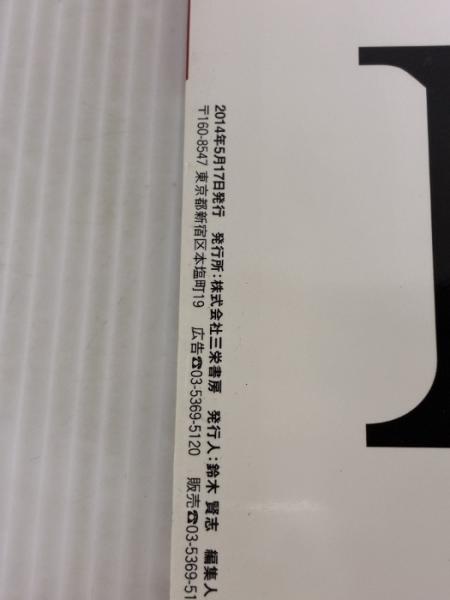 2014年5月17日発行 発行所:株式会社三栄書房 発行人:鈴木 賢志 編集人
〒160-8547 東京都新宿区本塩町19 広告☎03-5369-5120 販売☎03-5369-51